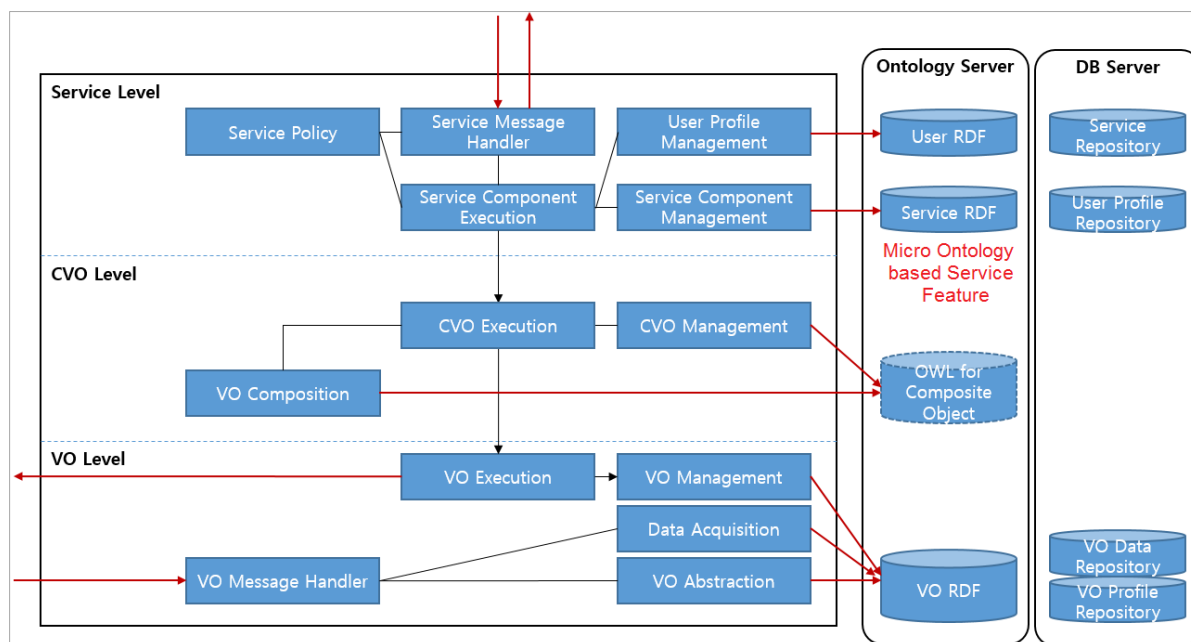 Ontology Server
DB Server
Service Level
Service Policy
Service Message
Handler
User Profile
Management
User RDF
Service
Repository
Service Component
Execution
Service Component
Management
Service RDF
User Profile
Repository
Micro Ontology
based Service
Feature
CVO Level
CVO Execution
CVO Management
VO Composition
OWL for
Composite
Object
VO Level
VO Execution
VO Management
Data Acquisition
VO Message Handler
VO Abstraction
VO RDF
VO Data
Repository
VO Profile
Repository